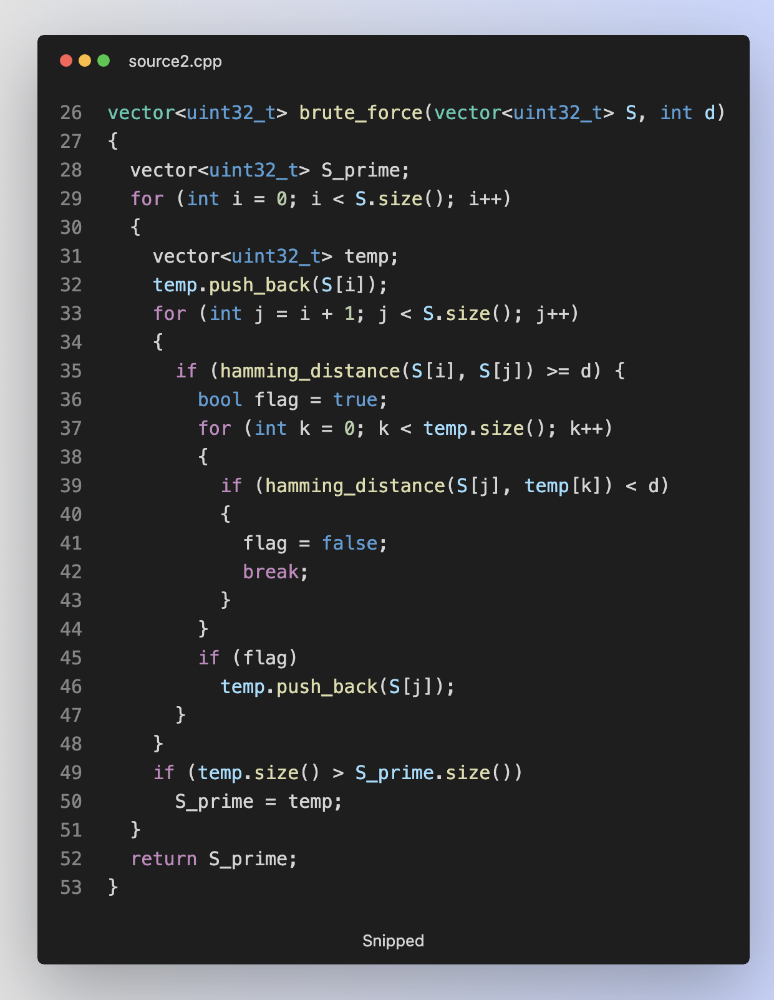 source2.cpp
26 vector<uint32_t> brute_force(vector<uint32_t> S, int d)
27 {
28   vector<uint32_t> S_prime;
29   for (int i = 0; i < S.size(); i++)
30   {
31     vector<uint32_t> temp;
32     temp.push_back(S[i]);
33     for (int j = i + 1; j < S.size(); j++)
34     {
35       if (hamming_distance(S[i], S[j]) >= d) {
36         bool flag = true;
37         for (int k = 0; k < temp.size(); k++)
38         {
39           if (hamming_distance(S[j], temp[k]) < d)
40           {
41             flag = false;
42             break;
43           }
44         }
45         if (flag)
46           temp.push_back(S[j]);
47       }
48     }
49     if (temp.size() > S_prime.size())
50       S_prime = temp;
51   }
52   return S_prime;
53 }
Snipped